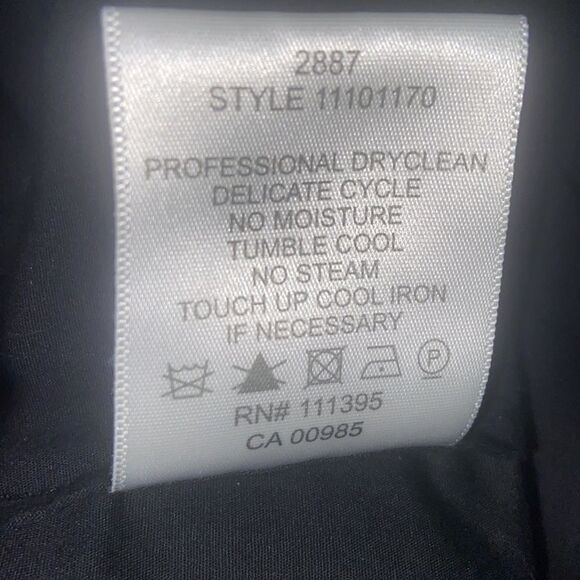 2887
STYLE 11101170
PROFESSIONAL DRYCLEAN
DELICATE CYCLE
NO MOISTURE
TUMBLE COOL
NO STEAM
TOUCH UP COOL IRON
IF NECESSARY
P
RN# 111395
CA 00985